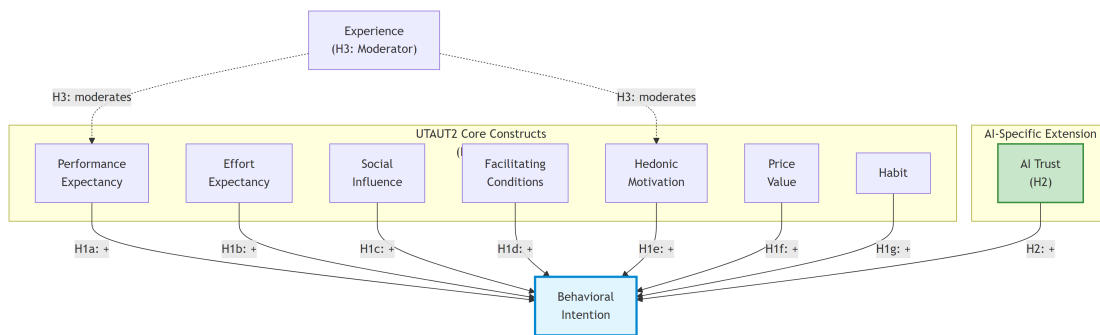 Experience
(H3: Moderator)
H3: moderates
H3: moderates
UTAUT2 Core Constructs
(
AI-Specific Extension
Performance
Expectancy
Effort
Expectancy
Social
Influence
Facilitating
Conditions
Hedonic
Motivation
Price
Value
Habit
AI Trust
(H2)
H1a: +
H1b: +
H1c: +
H1d: +
H1e: +
H1f: +
H1g: +
H2: +
Behavioral
Intention